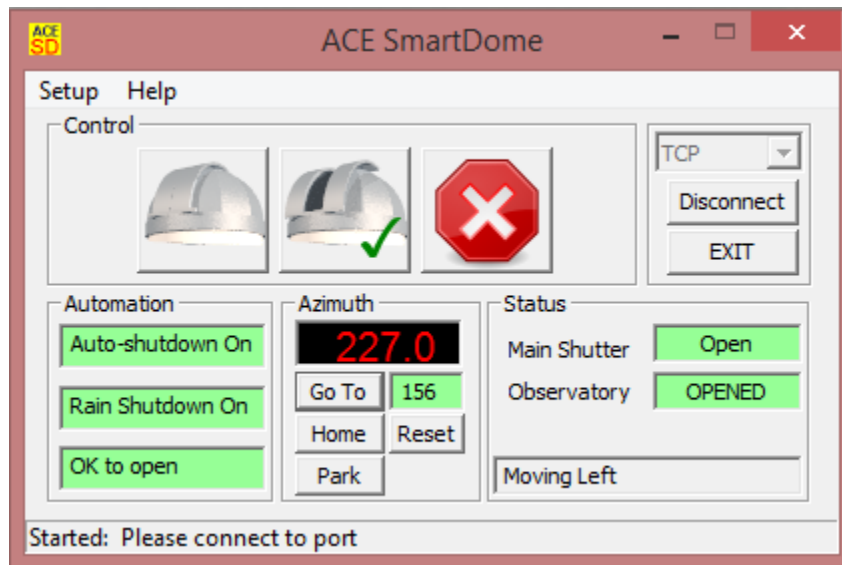 ACE
SD
ACE SmartDome
Setup Help
Control
TCP
Disconnect
EXIT
Automation
Auto-shutdown On
Rain Shutdown On
OK to open
Azimuth
227.0
Go To 156
Home Reset
Park
Status
Main Shutter Open
Observatory OPENED
Moving Left
Started: Please connect to port